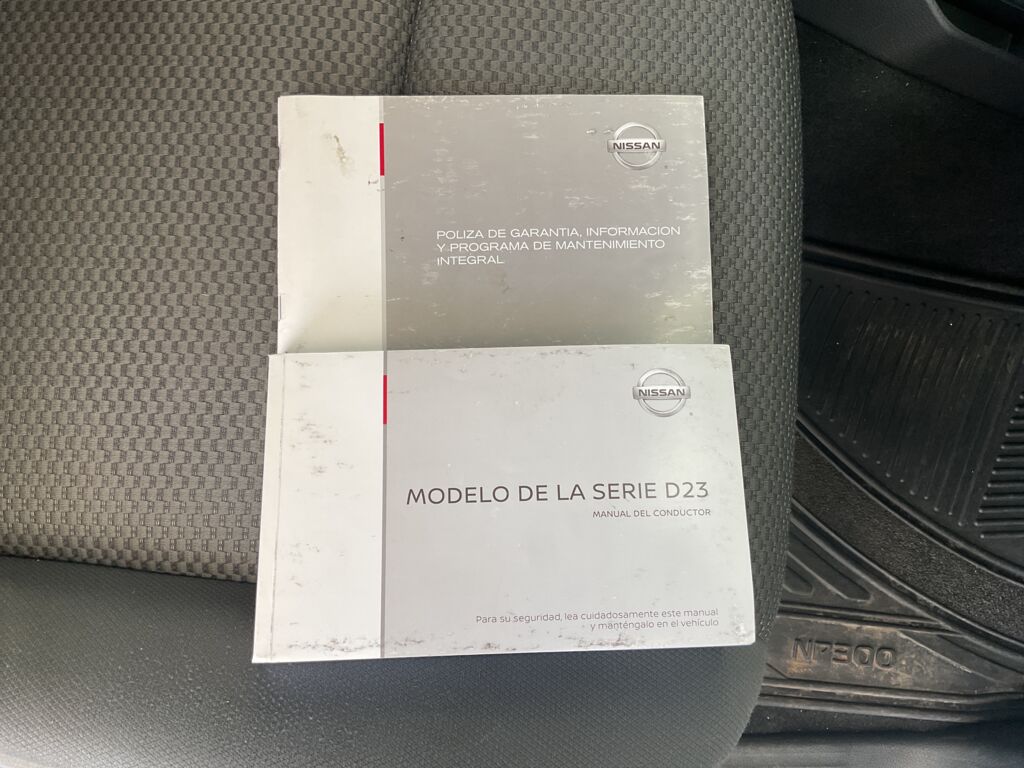 NISSAN
POLIZA DE GARANTIA, INFORMACION
Y PROGRAMA DE MANTENIMIENTO
INTEGRAL
NISSAN
MODELO DE LA SERIE D23
MANUAL DEL CONDUCTOR
Para su seguridad, lea cuidadosamente este manual
y manténgalo en el vehículo
NP300